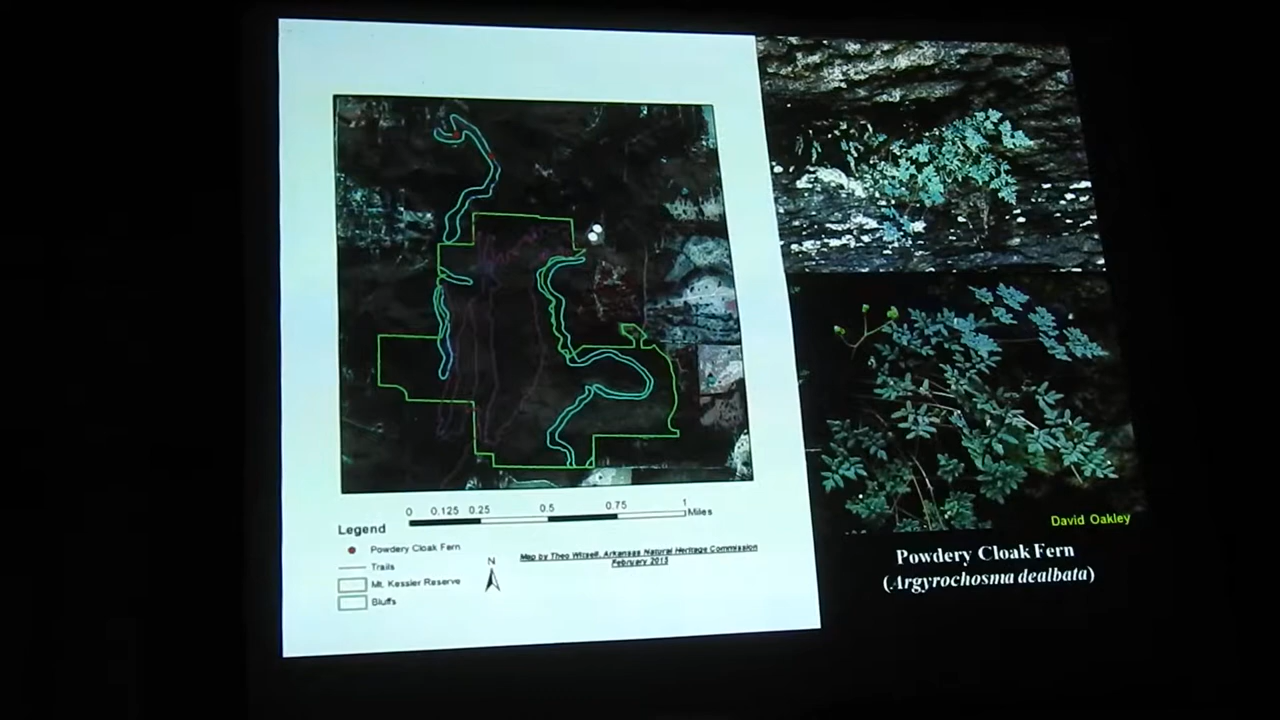 0 0.125 0.25 0.5 0.75 1
Miles
Legend
Powdery Cloak Fern
Trails
Mt. Kessler Reserve
Bluffs
N
Map by Theo Witsell, Arkansas Natural Heritage Commission
February 2013
David Oakley
Powdery Cloak Fern
(Argyrochosma dealbata)